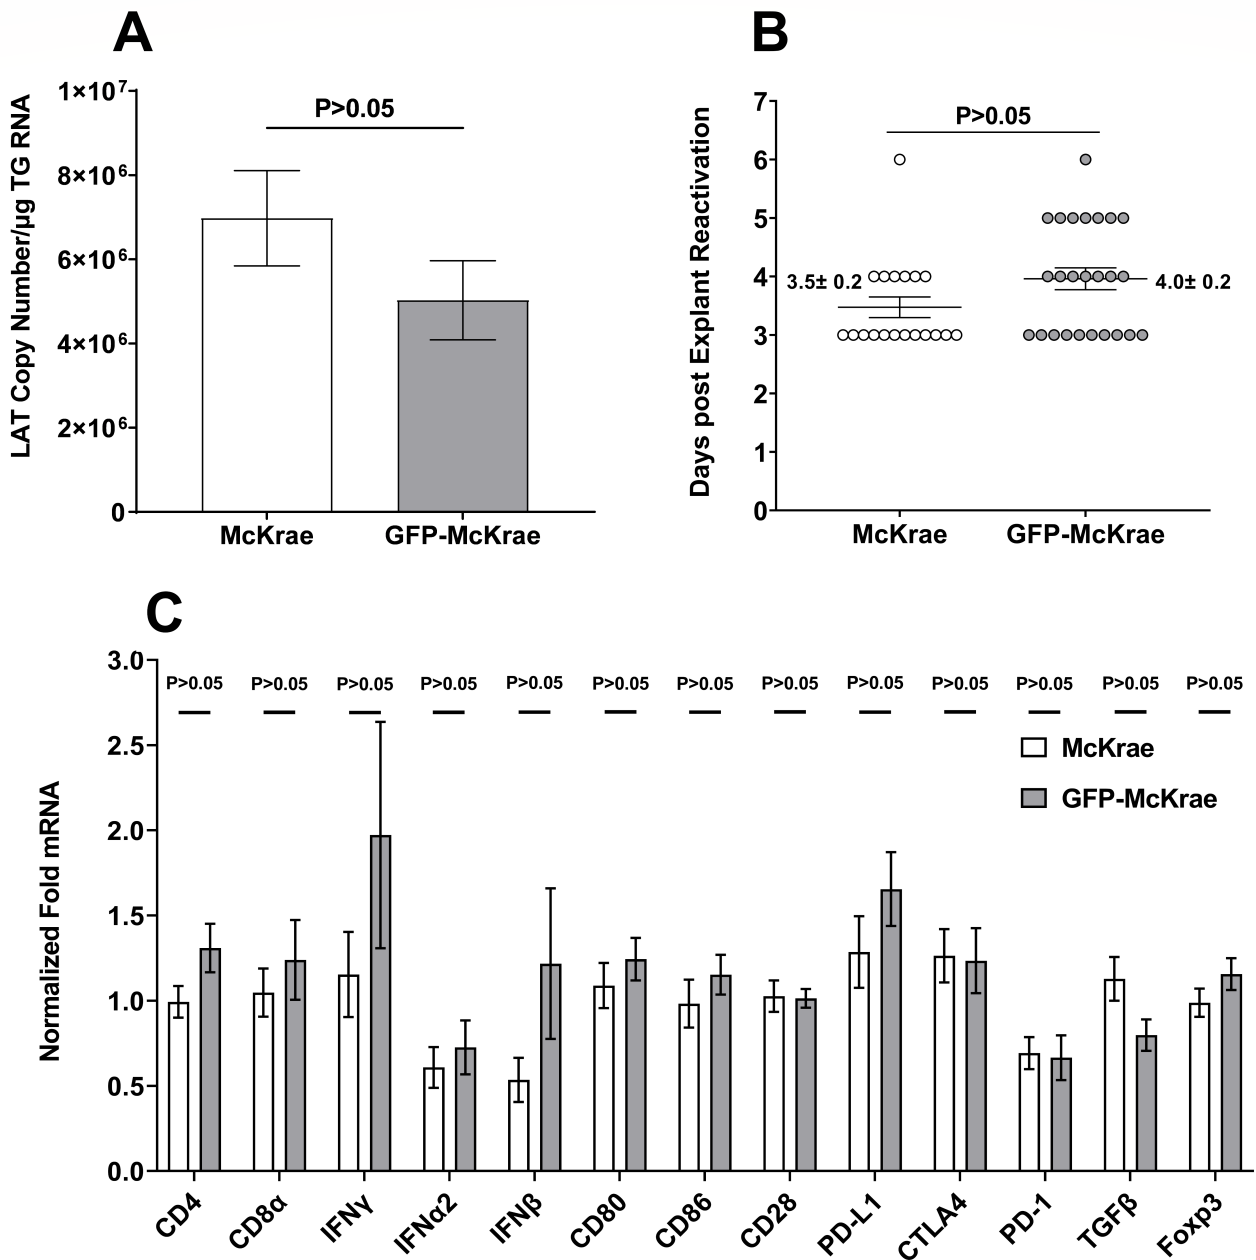 A
LAT Copy Number/µg TG RNA
1×10⁷
8×10⁶
6×10⁶
4×10⁶
2×10⁶
0
P>0.05
McKrae GFP-McKrae
B
Days post Explant Reactivation
7
6
5
4
3
2
1
0
P>0.05
3.5± 0.2
4.0± 0.2
McKrae GFP-McKrae
C
Normalized Fold mRNA
3.0
2.5
2.0
1.5
1.0
0.5
0.0
P>0.05 P>0.05 P>0.05 P>0.05 P>0.05 P>0.05 P>0.05 P>0.05 P>0.05 P>0.05 P>0.05 P>0.05 P>0.05
McKrae
GFP-McKrae
CD4 CD8α IFNγ IFNα2 IFNβ CD80 CD86 CD28 PD-L1 CTLA4 PD-1 TGFβ Foxp3